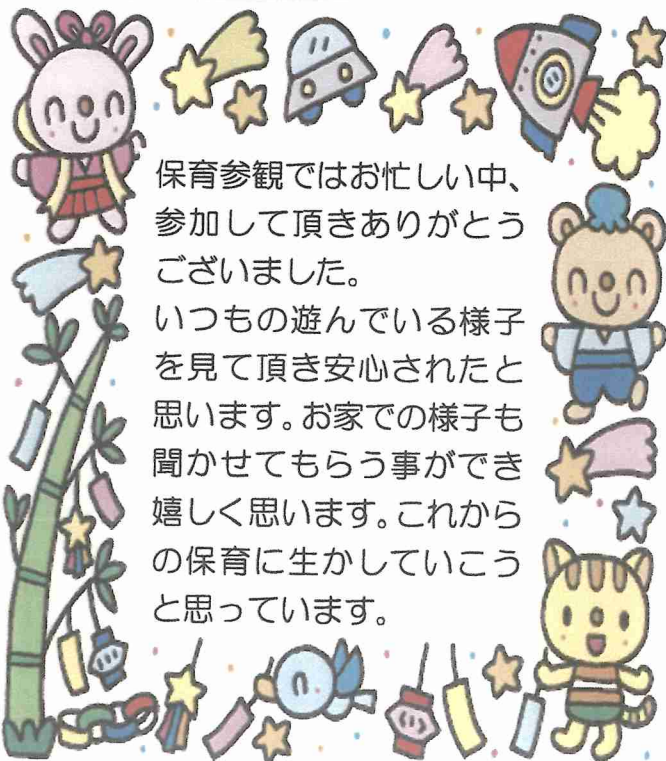 保育参観ではお忙しい中、
参加して頂きありがとう
ございました。
いつもの遊んでいる様子
を見て頂き安心されたと
思います。お家での様子も
聞かせてもらう事ができ
嬉しく思います。これから
の保育に生かしていこう
と思っています。